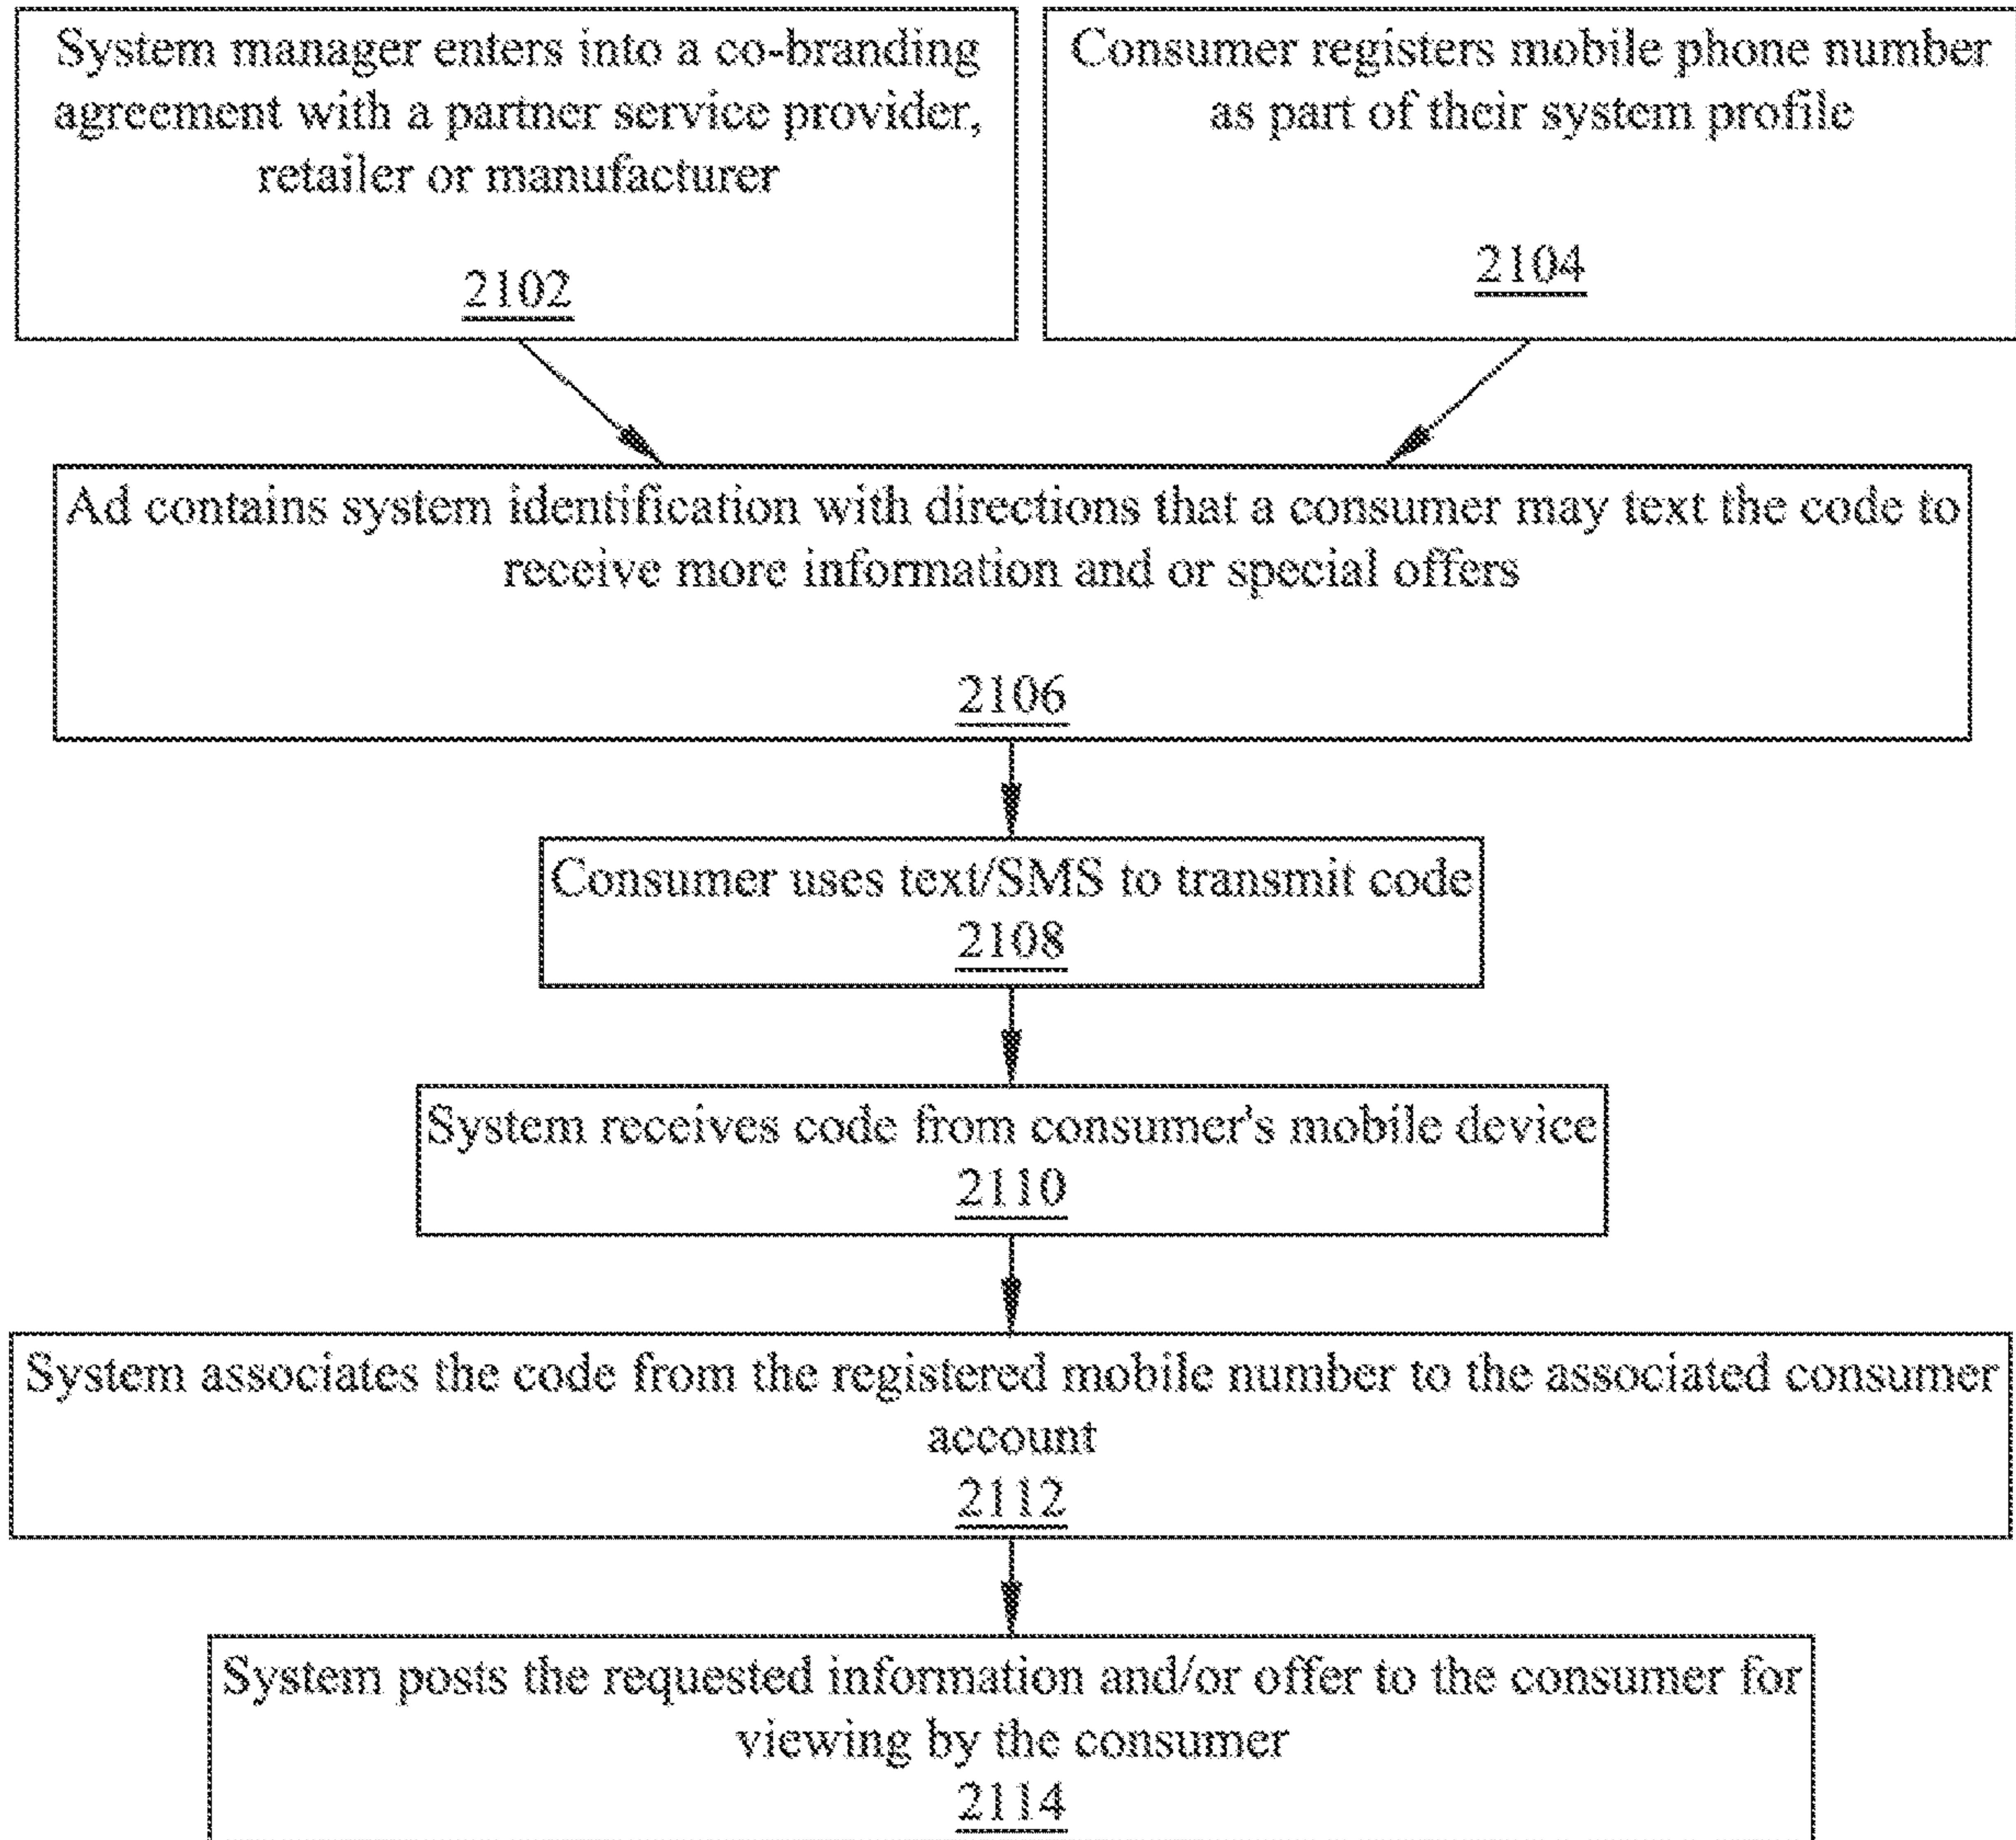 System manager enters into a co-branding
agreement with a partner service provider,
retailer or manufacturer
2102
Consumer registers mobile phone number
as part of their system profile
2104
Ad contains system identification with directions that a consumer may text the code to
receive more information and or special offers
2106
Consumer uses text/SMS to transmit code
2108
System receives code from consumer's mobile device
2110
System associates the code from the registered mobile number to the associated consumer
account
2112
System posts the requested information and/or offer to the consumer for
viewing by the consumer
2114